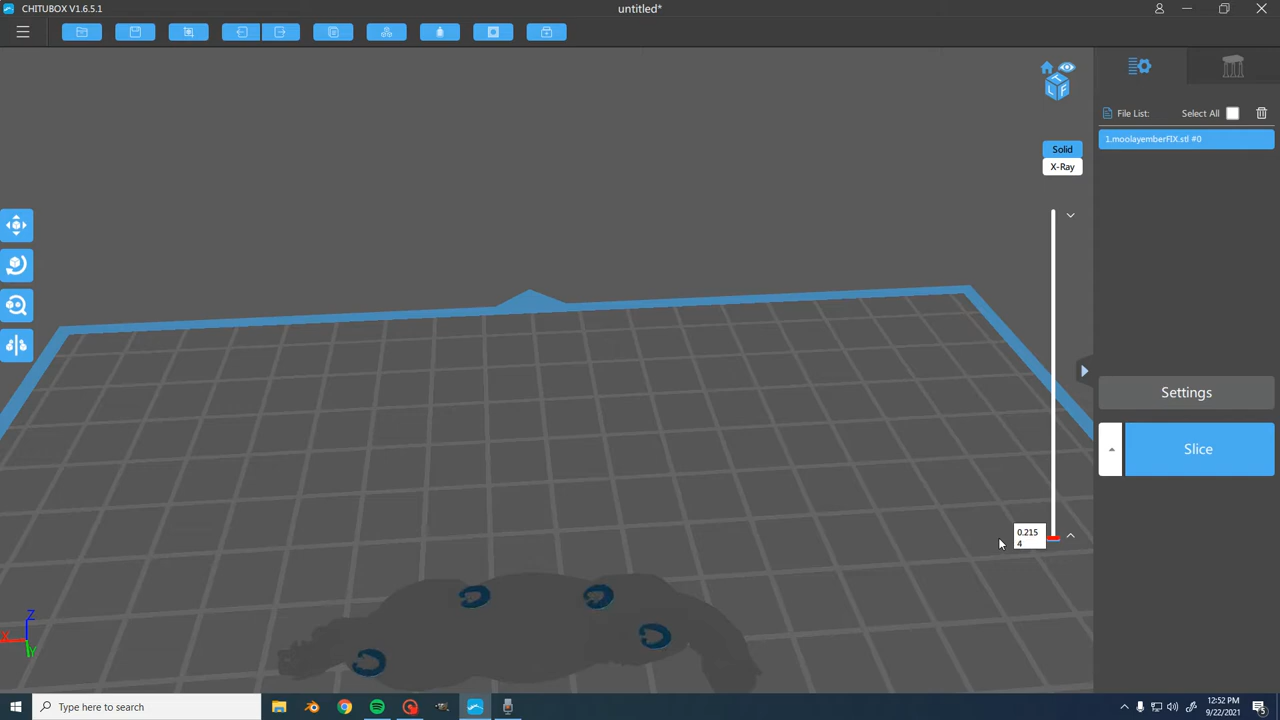 CHITUBOX V1.6.5.1
untitled*
T
L F
File List:
Select All
1.moolayemberFIX.stl #0
Solid
X-Ray
Settings
Slice
0.215
4
Z
X
Y
Type here to search
12:52 PM
9/22/2021
5